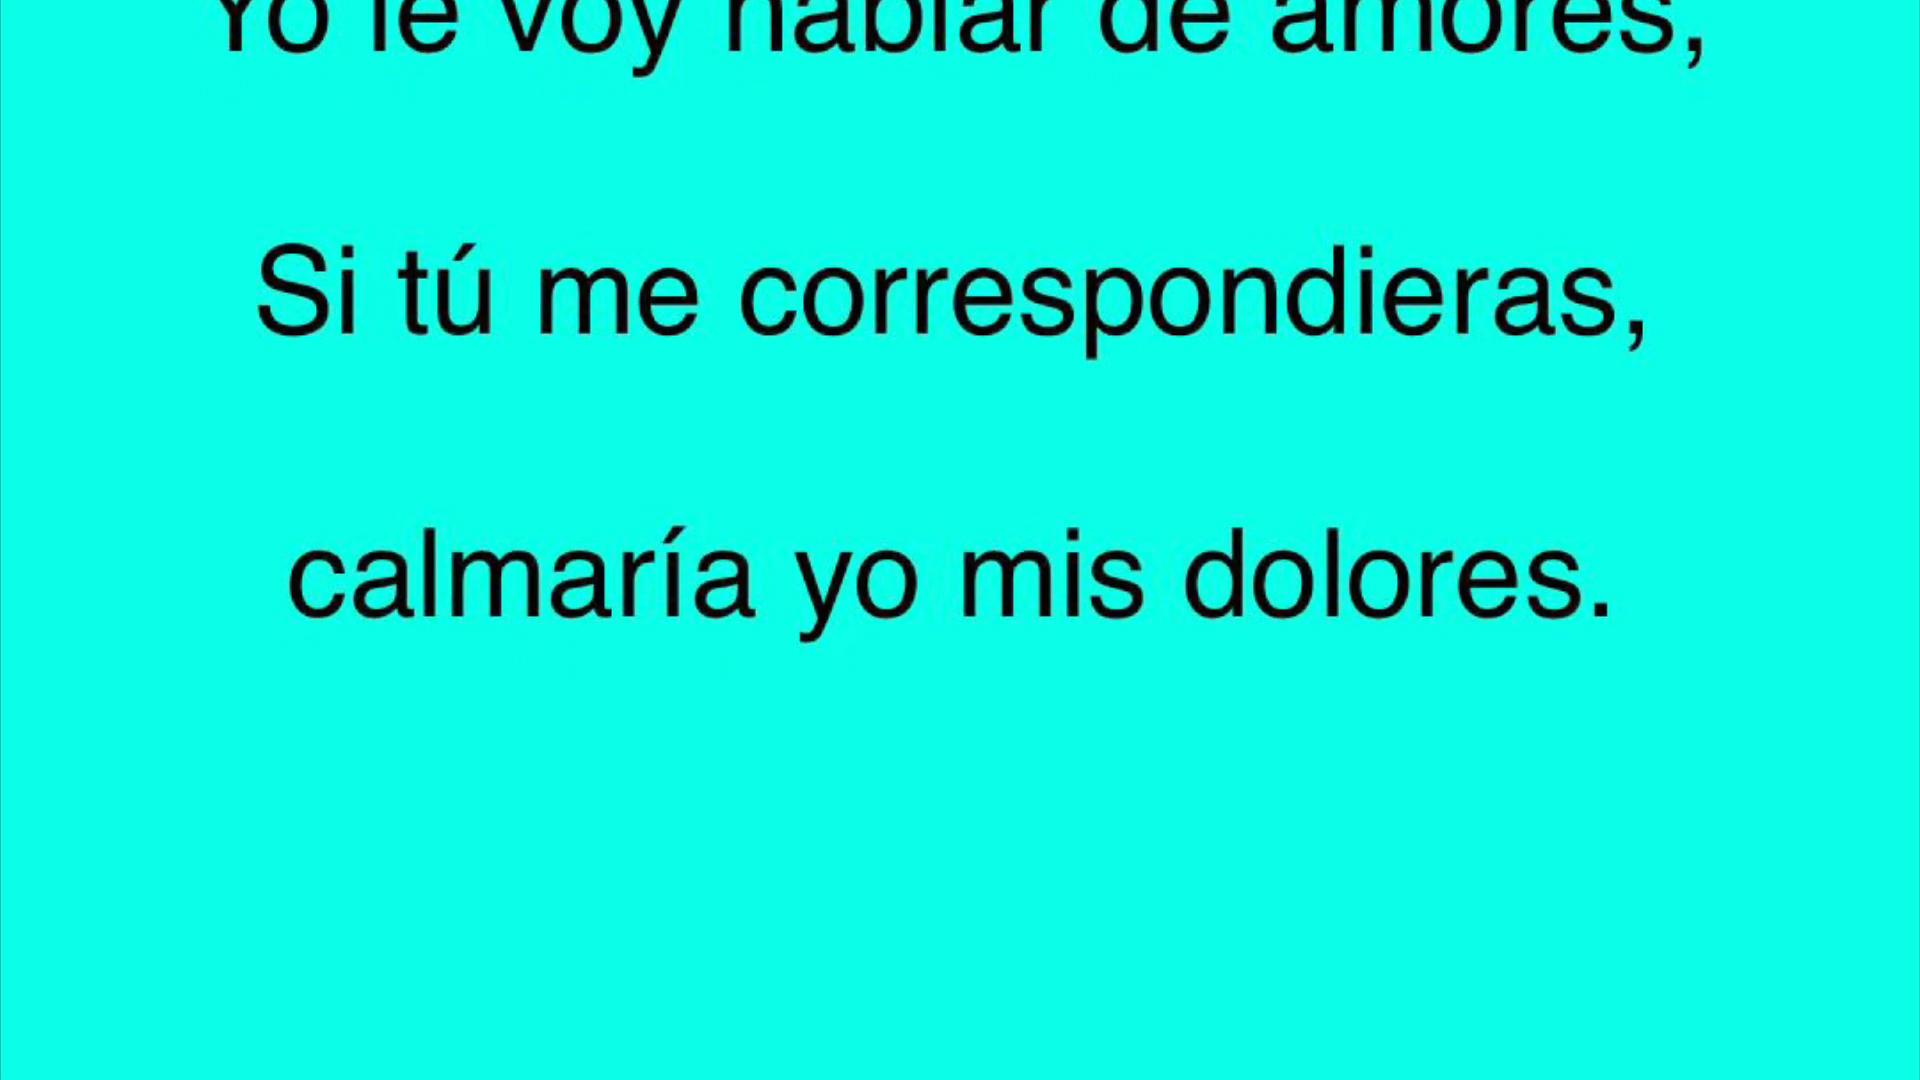 Yo le voy hablar de amores,
Si tú me correspondieras,
calmaría yo mis dolores.